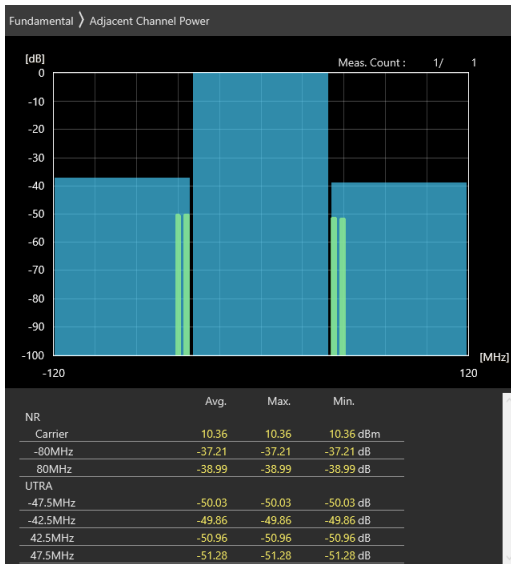 Fundamental ⟩ Adjacent Channel Power
[dB]
Meas. Count : 1/ 1
0
-10
-20
-30
-40
-50
-60
-70
-80
-90
-100
[MHz]
-120 120
Avg. Max. Min.
NR
Carrier 10.36 10.36 10.36 dBm
-80MHz -37.21 -37.21 -37.21 dB
80MHz -38.99 -38.99 -38.99 dB
UTRA
-47.5MHz -50.03 -50.03 -50.03 dB
-42.5MHz -49.86 -49.86 -49.86 dB
42.5MHz -50.96 -50.96 -50.96 dB
47.5MHz -51.28 -51.28 -51.28 dB